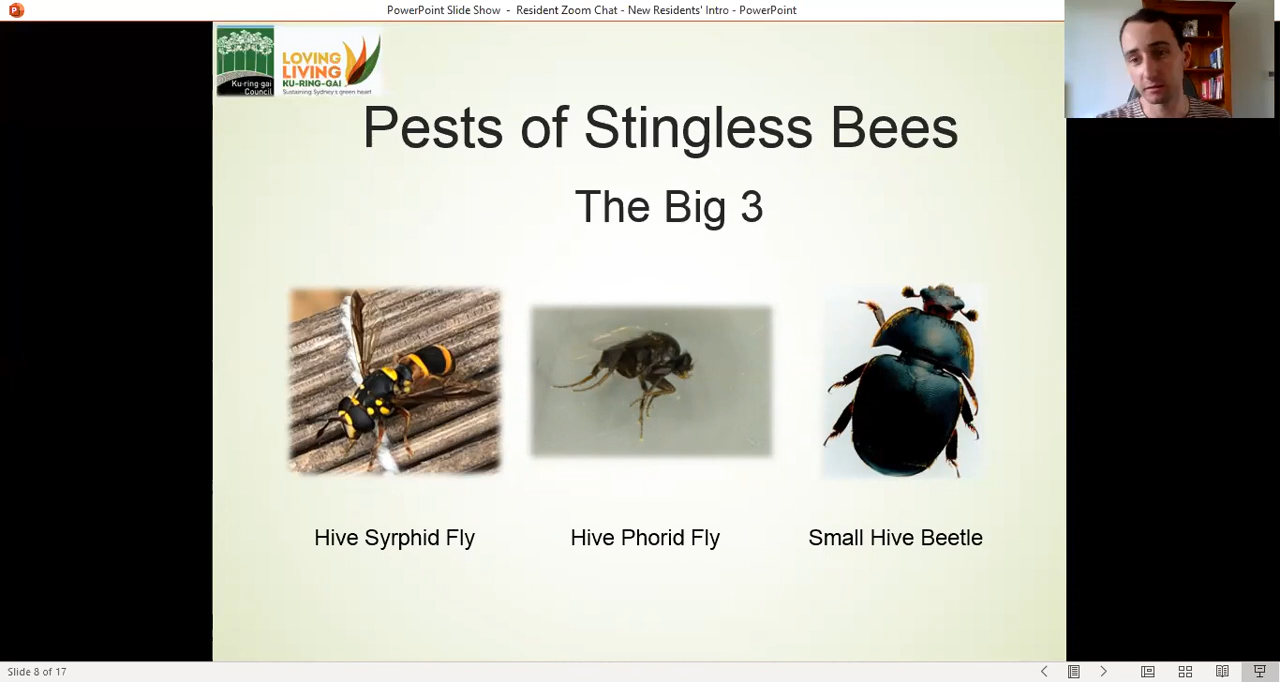 PowerPoint Slide Show - Resident Zoom Chat - New Residents' Intro - PowerPoint
Ku-ring gai
Council
LOVING
LIVING
KU-RING-GAI
Sustaining Sydney's green heart
Pests of Stingless Bees
The Big 3
Hive Syrphid Fly
Hive Phorid Fly
Small Hive Beetle
Slide 8 of 17